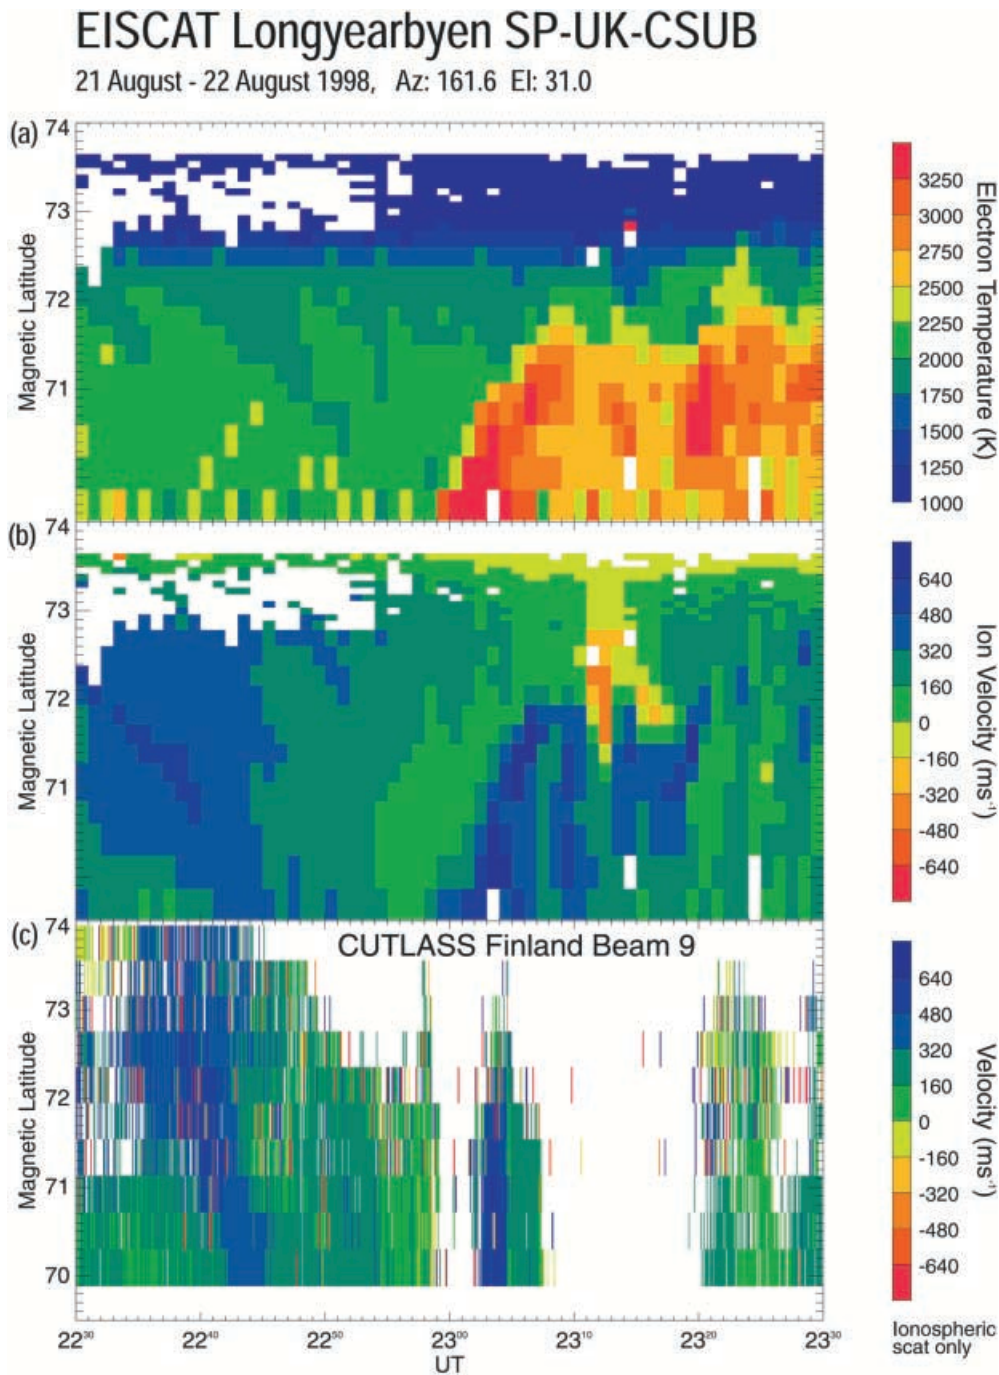 EISCAT Longyearbyen SP-UK-CSUB
21 August - 22 August 1998, Az: 161.6 El: 31.0
(a)
74
73
72
71
Magnetic Latitude
3250
3000
2750
2500
2250
2000
1750
1500
1250
1000
Electron Temperature (K)
(b)
74
73
72
71
Magnetic Latitude
640
480
320
160
0
-160
-320
-480
-640
Ion Velocity (ms⁻¹)
(c)
CUTLASS Finland Beam 9
74
73
72
71
70
Magnetic Latitude
640
480
320
160
0
-160
-320
-480
-640
Velocity (ms⁻¹)
Ionospheric
scat only
22³⁰ 22⁴⁰ 22⁵⁰ 23⁰⁰ 23¹⁰ 23²⁰ 23³⁰
UT